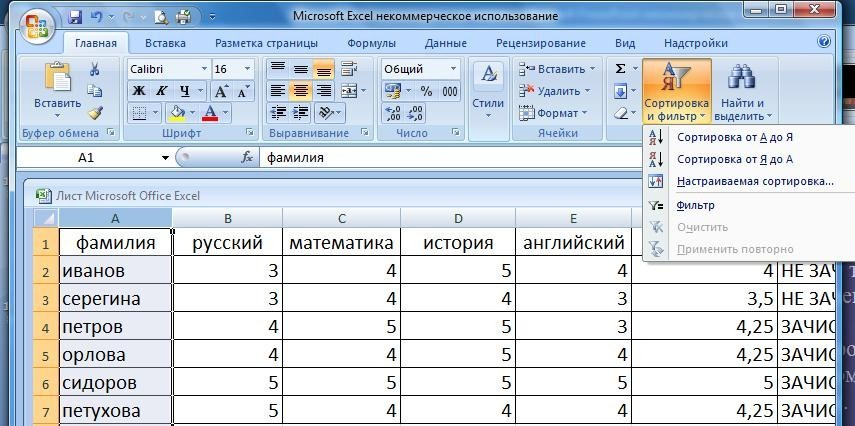 Microsoft Excel некоммерческое использование
Главная Вставка Разметка страницы Формулы Данные Рецензирование Вид Надстройки
Вставить
Буфер обмена
Calibri 16
Ж К Ч А А
Шрифт
Выравнивание
Общий
% 000
Число
Стили
Вставить
Удалить
Формат
Ячейки
Σ
Сортировка и фильтр
Найти и выделить
Сортировка от А до Я
Сортировка от Я до А
Настраиваемая сортировка...
Фильтр
Очистить
Применить повторно
A1 fx фамилия
Лист Microsoft Office Excel
A B C D E
1 фамилия русский математика история английский
2 иванов 3 4 5 4 4 НЕ ЗАЧ
3 серегина 3 4 4 3 3,5 НЕ ЗАЧ
4 петров 4 5 5 3 4,25 ЗАЧИС
5 орлова 4 4 5 4 4,25 ЗАЧИС
6 сидоров 5 5 5 5 5 ЗАЧИС
7 петухова 5 4 4 4 4,25 ЗАЧИС